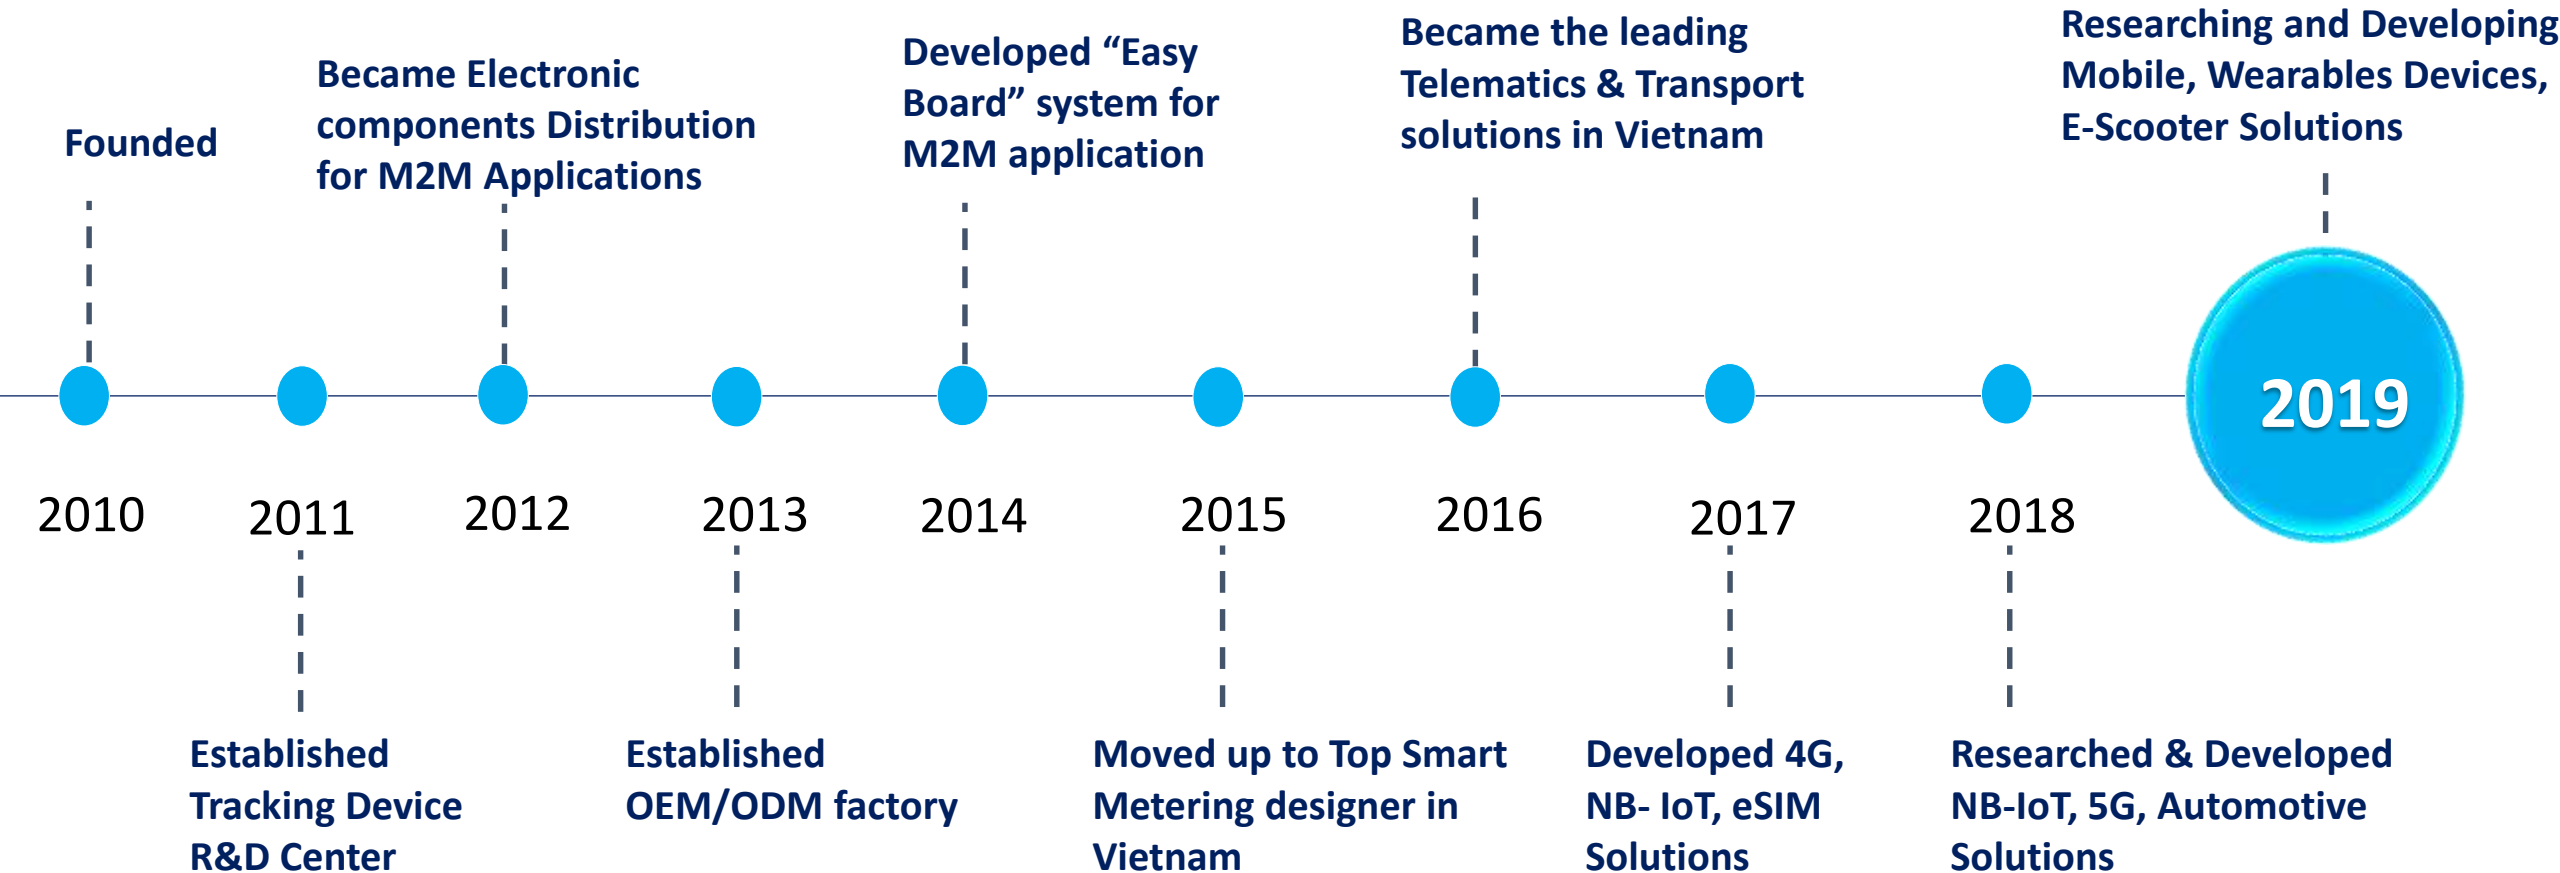 Founded
Became Electronic
components Distribution
for M2M Applications
Developed “Easy
Board” system for
M2M application
Became the leading
Telematics & Transport
solutions in Vietnam
Researching and Developing
Mobile, Wearables Devices,
E-Scooter Solutions
2010
2011
2012
2013
2014
2015
2016
2017
2018
2019
Established
Tracking Device
R&D Center
Established
OEM/ODM factory
Moved up to Top Smart
Metering designer in
Vietnam
Developed 4G,
NB- IoT, eSIM
Solutions
Researched & Developed
NB-IoT, 5G, Automotive
Solutions